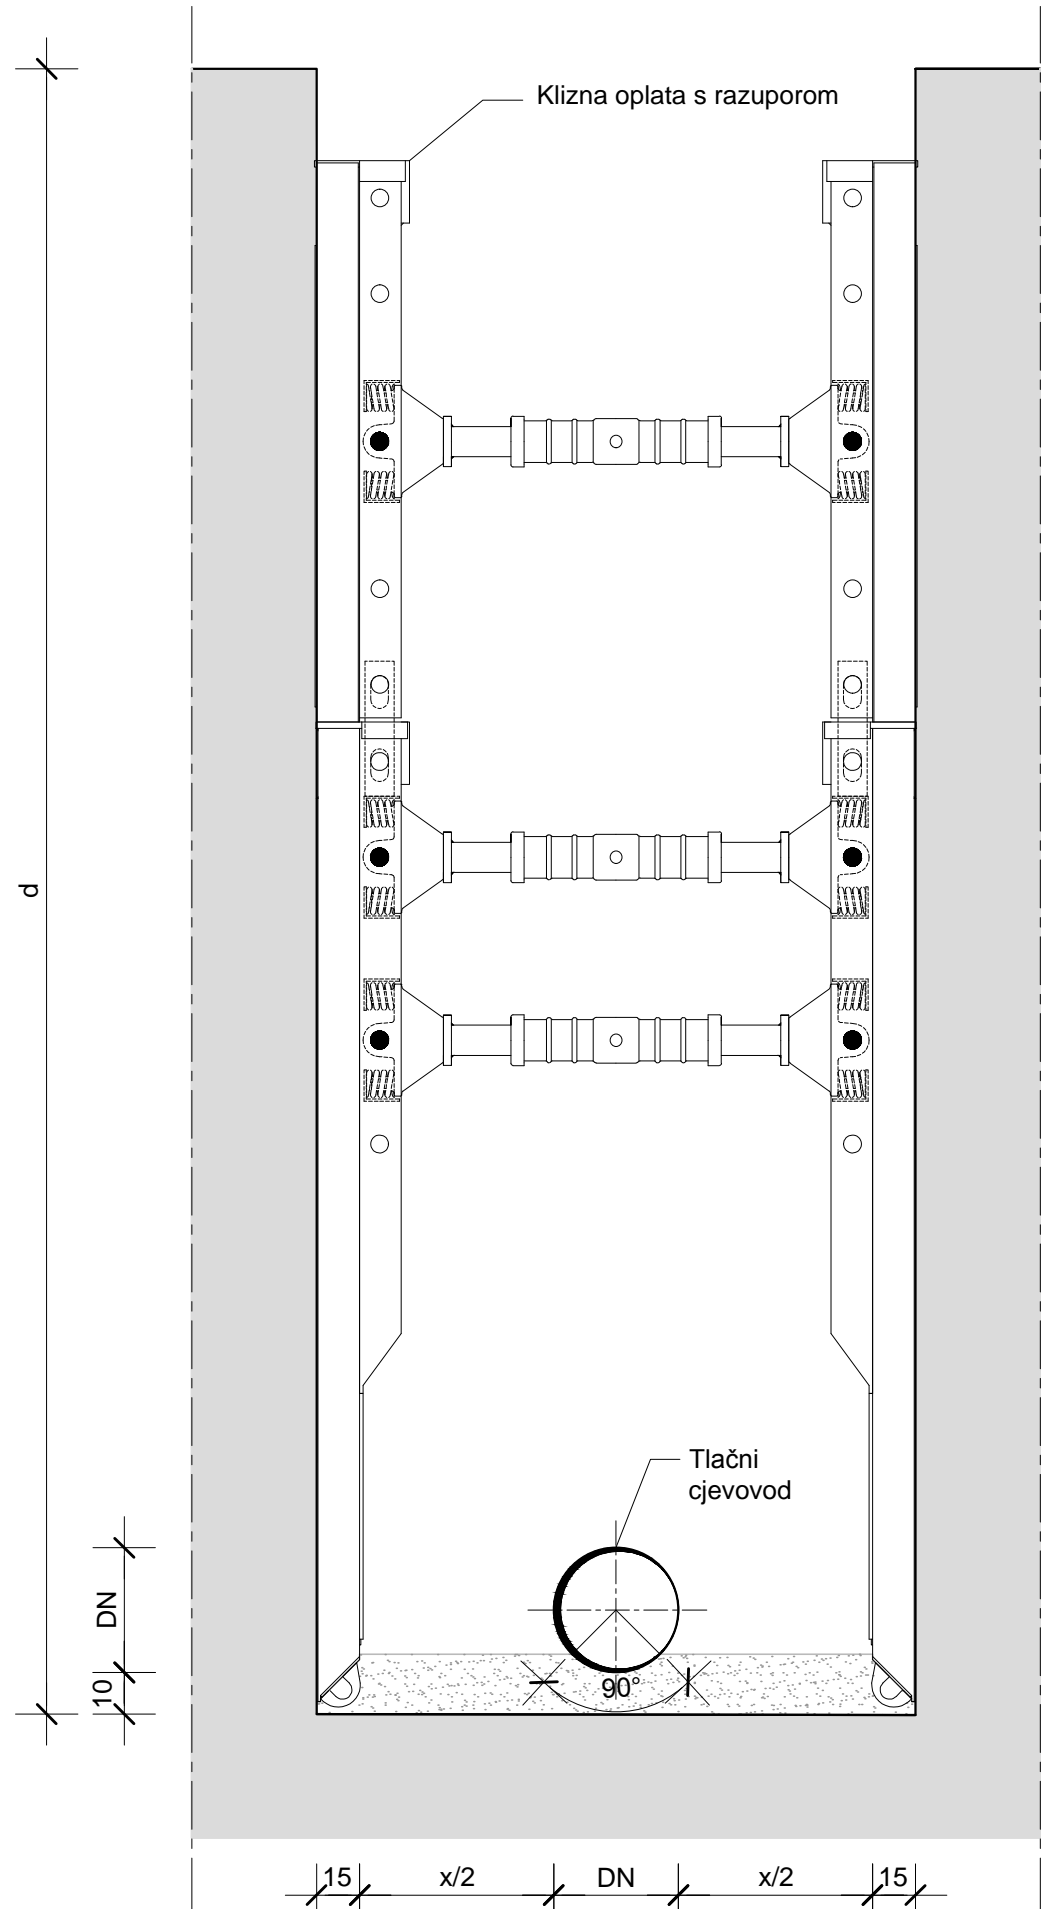 Klizna oplata s razuporom
d
Tlačni
cjevovod
DN
10
90°
15
x/2
DN
x/2
15